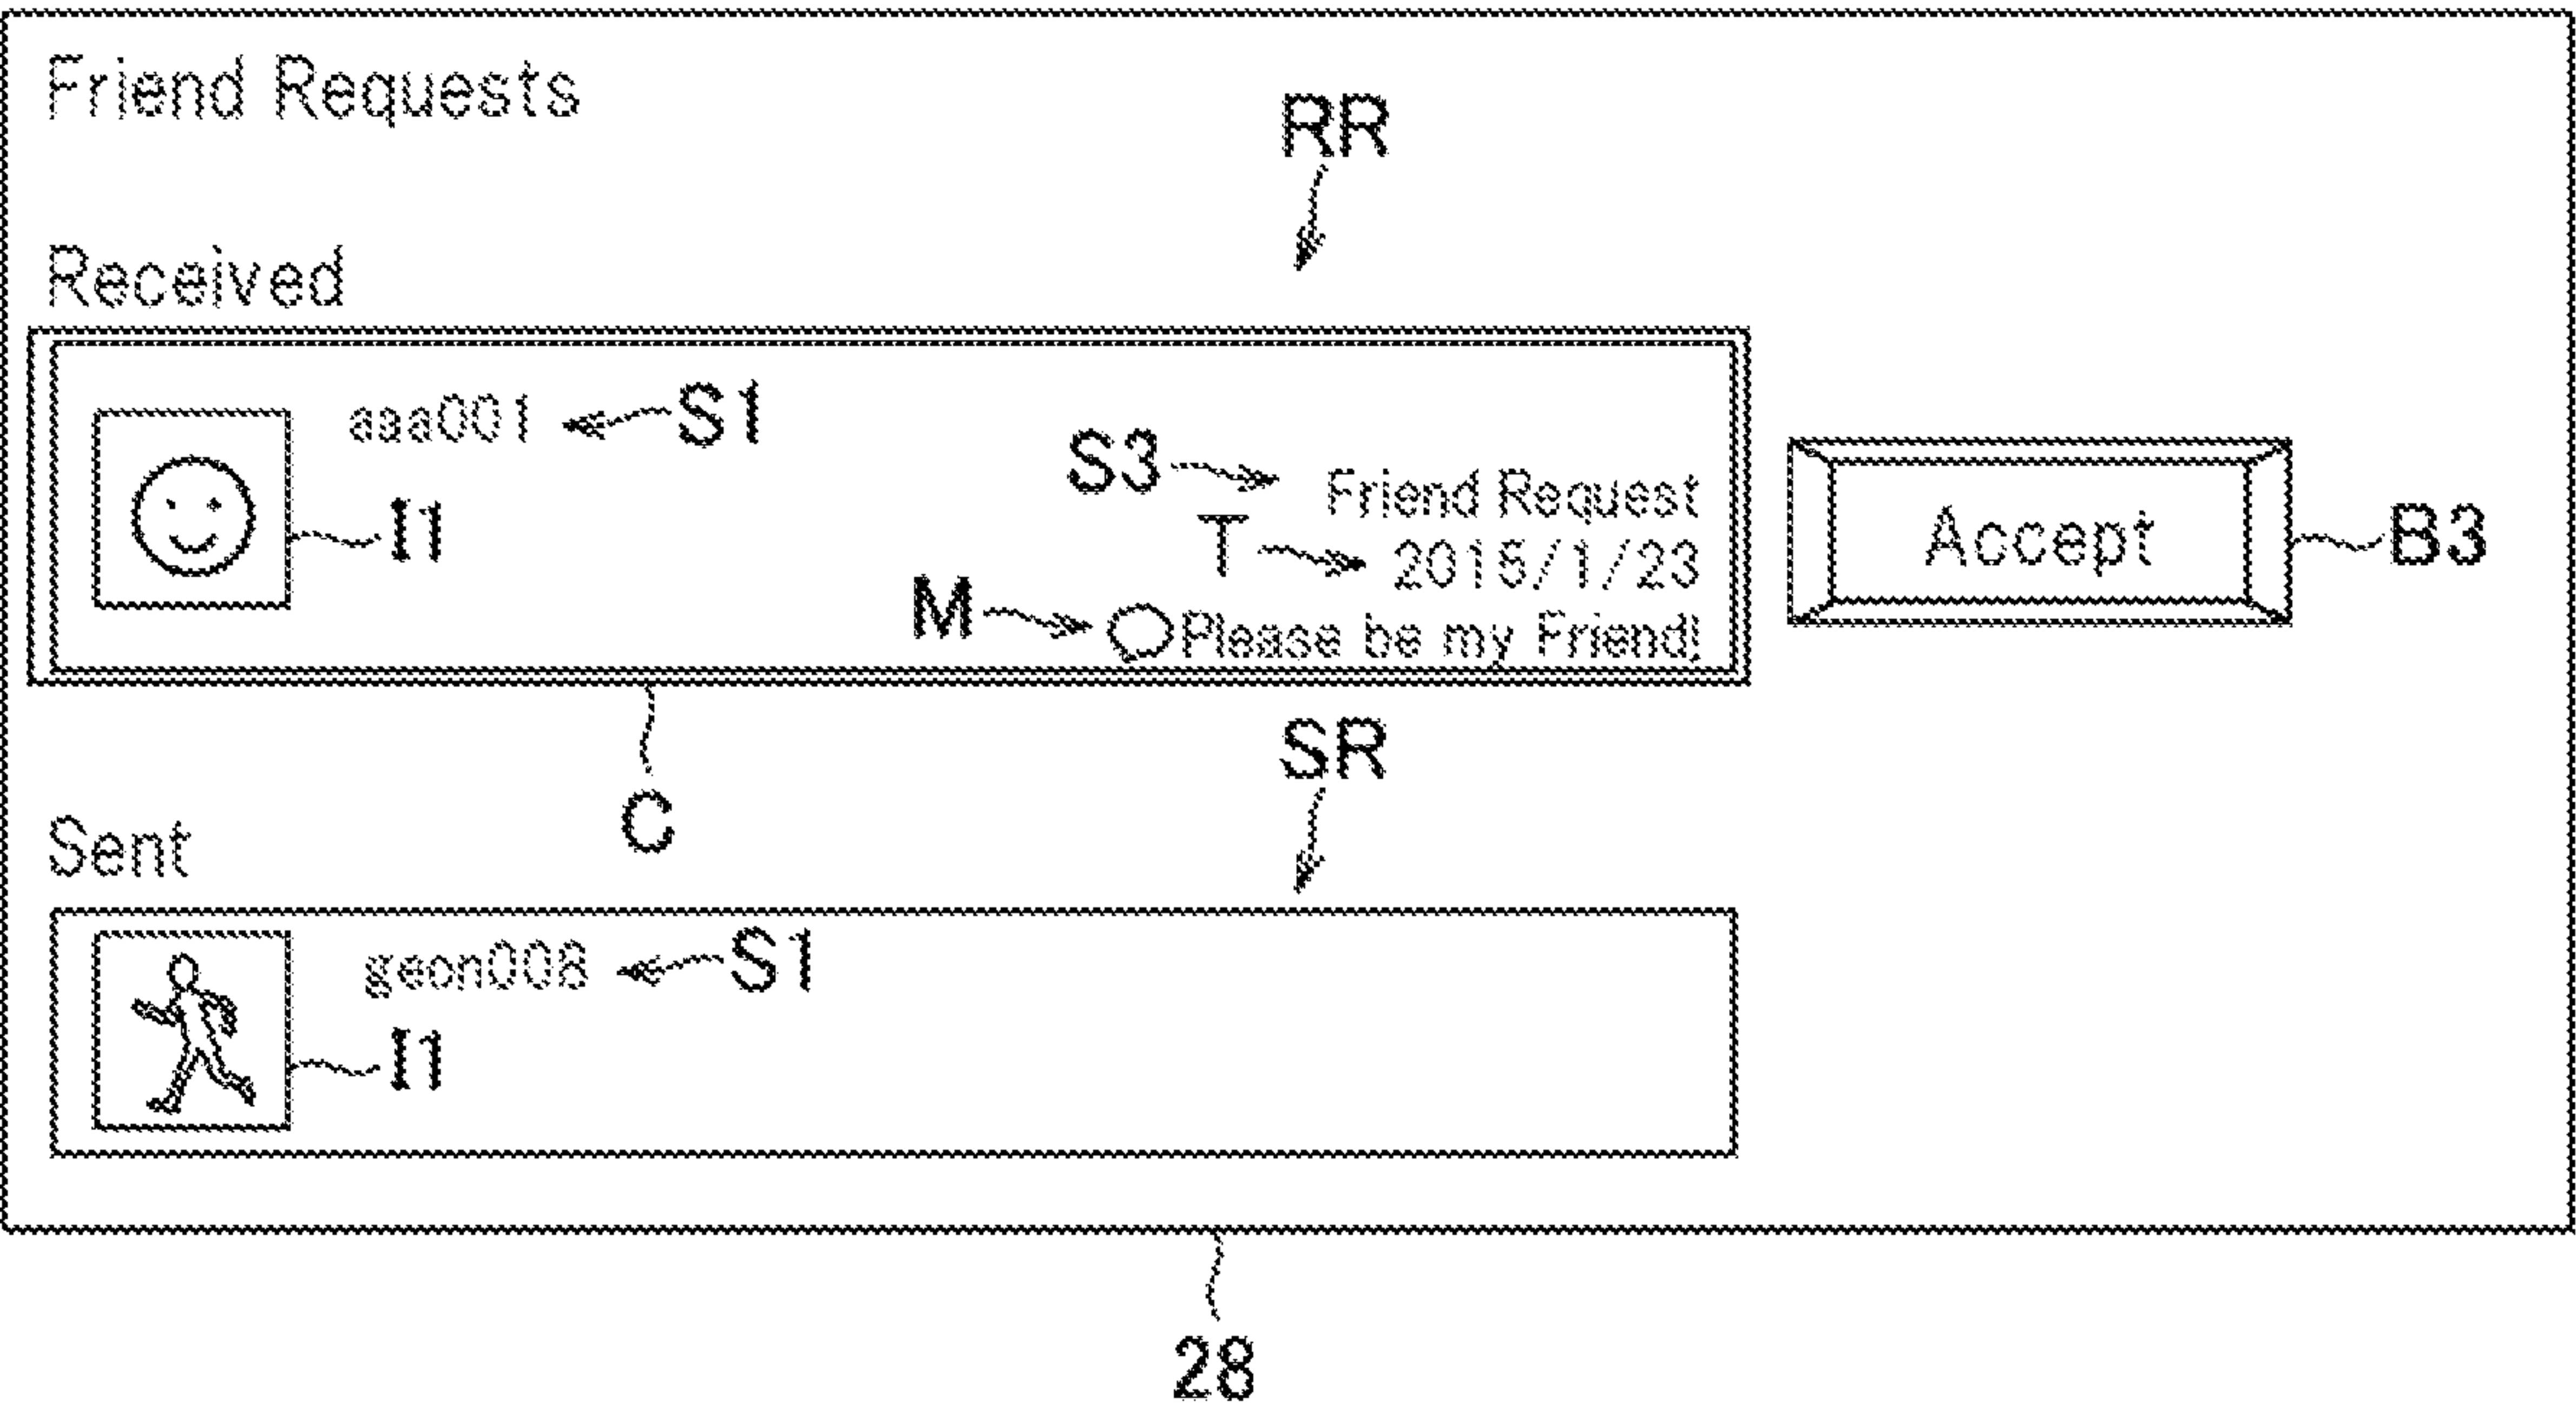 Friend Requests
RR
Received
aaa001 S1
S3 Friend Request
I1
T 2015/1/23
Accept B3
M Please be my Friend!
C
SR
Sent
geon008 S1
I1
28